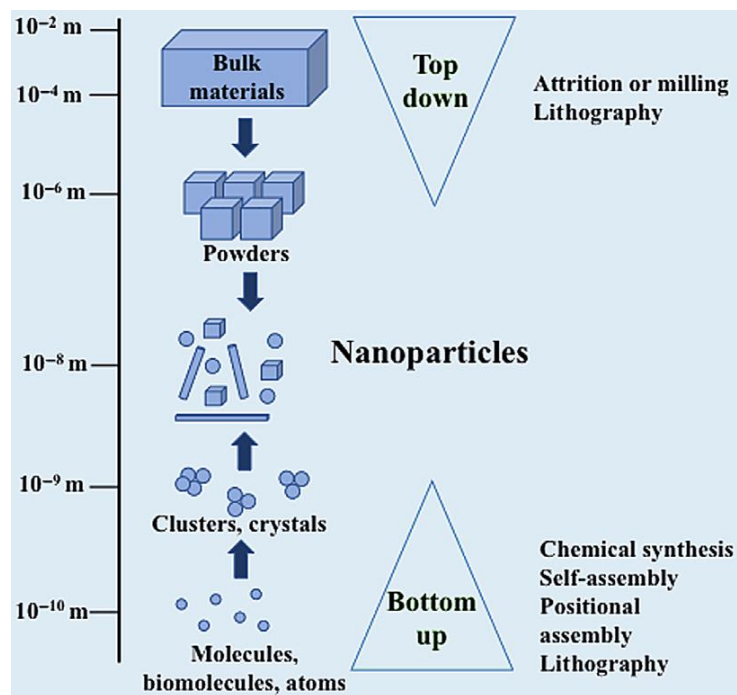 10⁻² m
Bulk
materials
Top
down
Attrition or milling
Lithography
10⁻⁴ m
10⁻⁶ m
Powders
Nanoparticles
10⁻⁸ m
10⁻⁹ m
Clusters, crystals
Chemical synthesis
Self-assembly
Positional
assembly
Lithography
Bottom
up
10⁻¹⁰ m
Molecules,
biomolecules, atoms